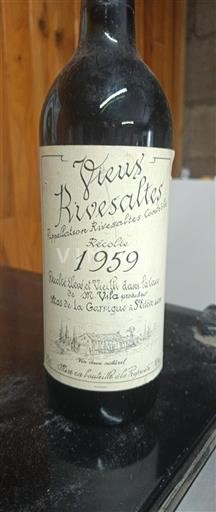 Vieux
Rivesaltes
Appellation Rivesaltes Contrôlée
Récolte
1959
Récolté élevé et Vieilli dans la cave
de M. Vila
Mas de la Garrigue à
Vin doux naturel
Mise en bouteille à la Propriété